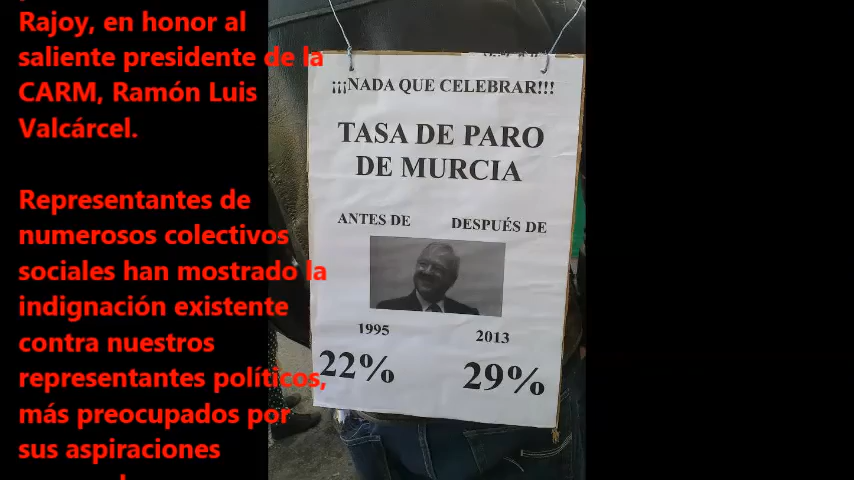 Rajoy, en honor al
saliente presidente de la
CARM, Ramón Luis
Valcárcel.
Representantes de
numerosos colectivos
sociales han mostrado la
indignación existente
contra nuestros
representantes políticos,
más preocupados por
sus aspiraciones
¡¡¡NADA QUE CELEBRAR!!!
TASA DE PARO
DE MURCIA
ANTES DE DESPUÉS DE
1995 2013
22% 29%